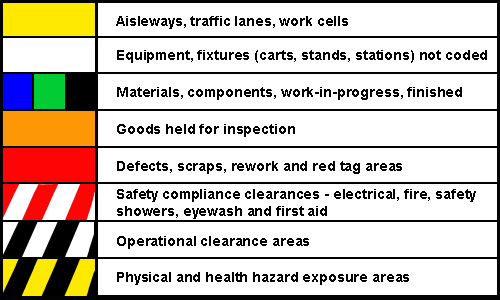 Aisleways, traffic lanes, work cells
Equipment, fixtures (carts, stands, stations) not coded
Materials, components, work-in-progress, finished
Goods held for inspection
Defects, scraps, rework and red tag areas
Safety compliance clearances - electrical, fire, safety
showers, eyewash and first aid
Operational clearance areas
Physical and health hazard exposure areas